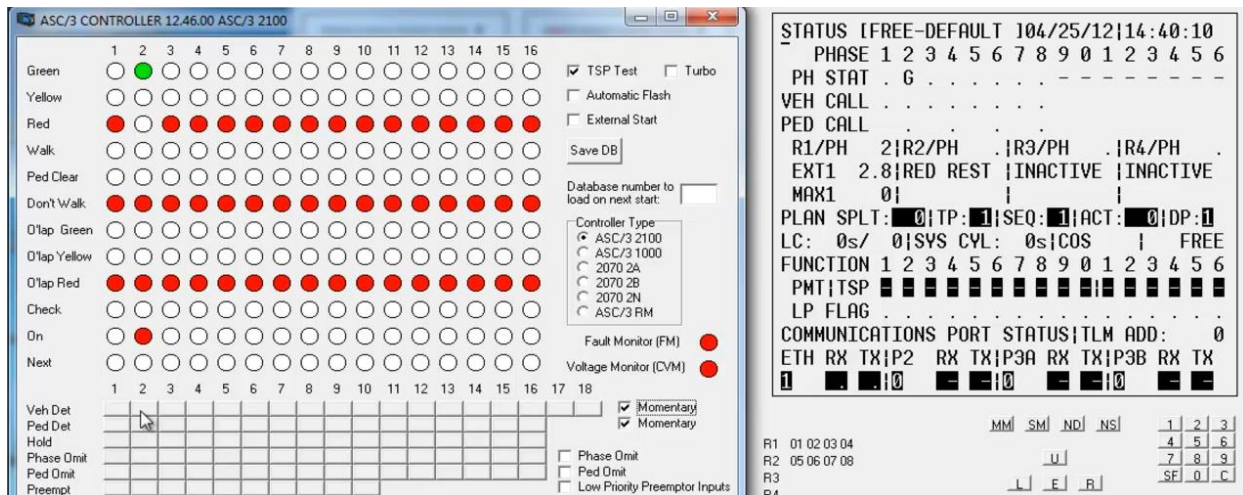 ASC/3 CONTROLLER 12.46.00 ASC/3 2100
1 2 3 4 5 6 7 8 9 10 11 12 13 14 15 16
Green
Yellow
Red
Walk
Ped Clear
Don't Walk
O'lap Green
O'lap Yellow
O'lap Red
Check
On
Next
1 2 3 4 5 6 7 8 9 10 11 12 13 14 15 16 17 18
Veh Det
Ped Det
Hold
Phase Omit
Ped Omit
Preempt
TSP Test Turbo
Automatic Flash
External Start
Save DB
Database number to
load on next start:
Controller Type
ASC/3 2100
ASC/3 1000
2070 2A
2070 2B
2070 2N
ASC/3 RM
Fault Monitor (FM)
Voltage Monitor (CVM)
Momentary
Momentary
Phase Omit
Ped Omit
Low Priority Preemptor Inputs
STATUS [FREE-DEFAULT ]04/25/12|14:40:10
PHASE 1 2 3 4 5 6 7 8 9 0 1 2 3 4 5 6
PH STAT . G . . . . . . - - - - - - - -
VEH CALL . . . . . . . .
PED CALL . . . .
R1/PH 2|R2/PH .|R3/PH .|R4/PH .
EXT1 2.8|RED REST |INACTIVE |INACTIVE
MAX1 0| | |
PLAN SPLT: 0|TP: 1|SEQ: 1|ACT: 0|DP:1
LC: 0s/ 0|SYS CYL: 0s|COS | FREE
FUNCTION 1 2 3 4 5 6 7 8 9 0 1 2 3 4 5 6
PMT|TSP - - - - - - - - - -|- - - - - -
LP FLAG . . . . . . . . . . . . . . . .
COMMUNICATIONS PORT STATUS|TLM ADD: 0
ETH RX TX|P2 RX TX|P3A RX TX|P3B RX TX
1 . .|0 - -|0 - -|0 - -
R1 01 02 03 04
R2 05 06 07 08
R3
R4
MM SM ND NS
U
L E R
1 2 3
4 5 6
7 8 9
SF 0 C